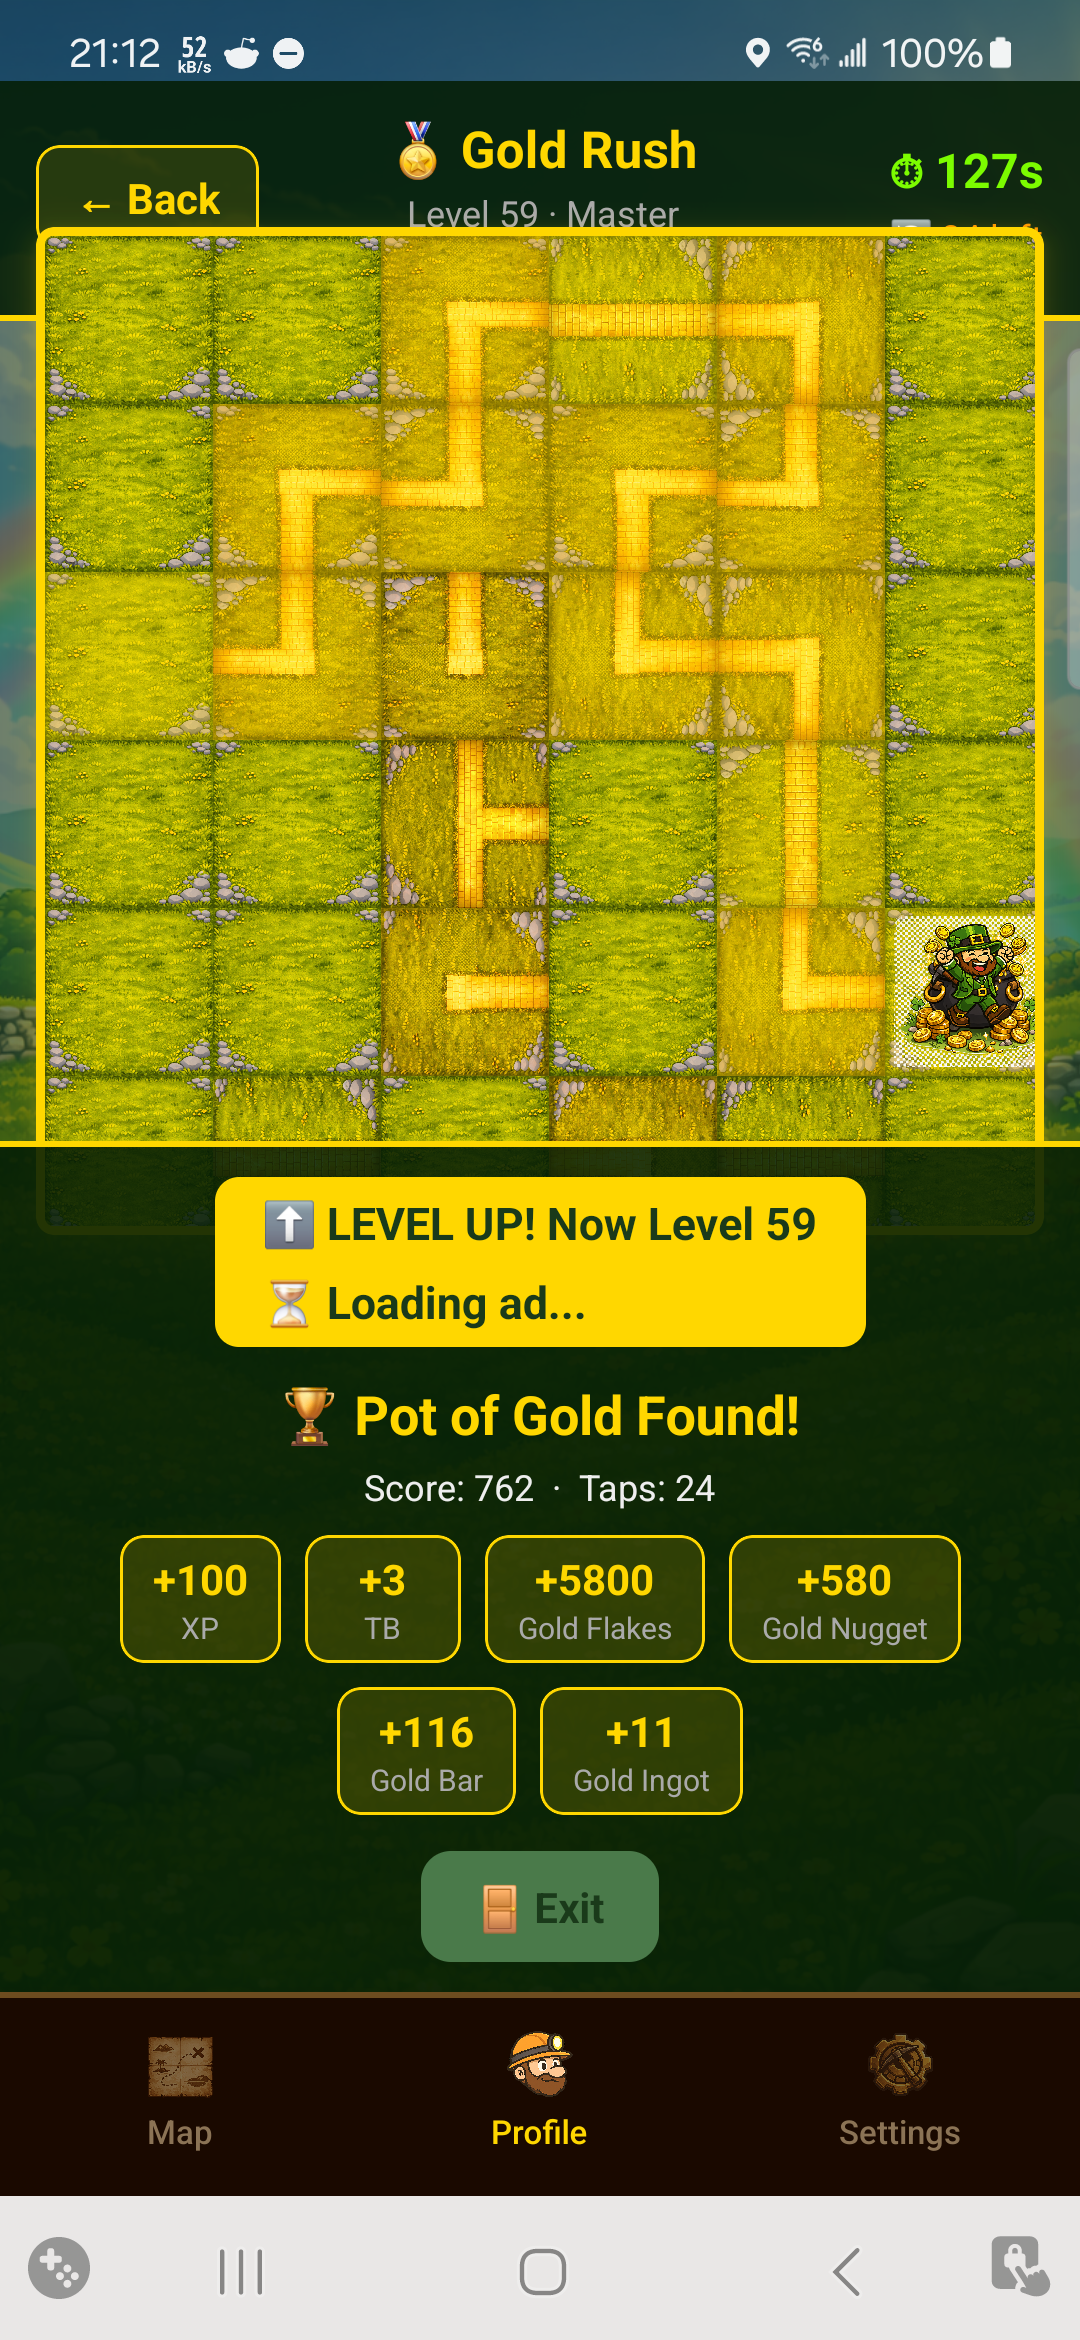 21:12 52 kB/s 6 100%
🏅 Gold Rush
← Back
⏱ 127s
Level 59 · Master
⬆️ LEVEL UP! Now Level 59
⏳ Loading ad...
🏆 Pot of Gold Found!
Score: 762 · Taps: 24
+100 +3 +5800 +580
XP TB Gold Flakes Gold Nugget
+116 +11
Gold Bar Gold Ingot
🚪 Exit
Map Profile Settings